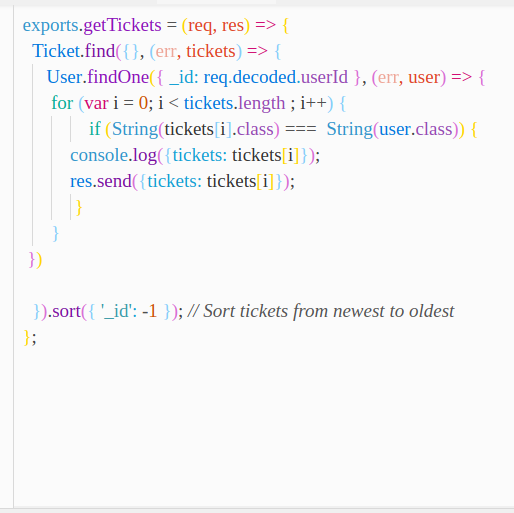 exports.getTickets = (req, res) => {
Ticket.find({}, (err, tickets) => {
User.findOne({ _id: req.decoded.userId }, (err, user) => {
for (var i = 0; i < tickets.length ; i++) {
if (String(tickets[i].class) === String(user.class)) {
console.log({tickets: tickets[i]});
res.send({tickets: tickets[i]});
}
}
})
}).sort({ '_id': -1 }); // Sort tickets from newest to oldest
};